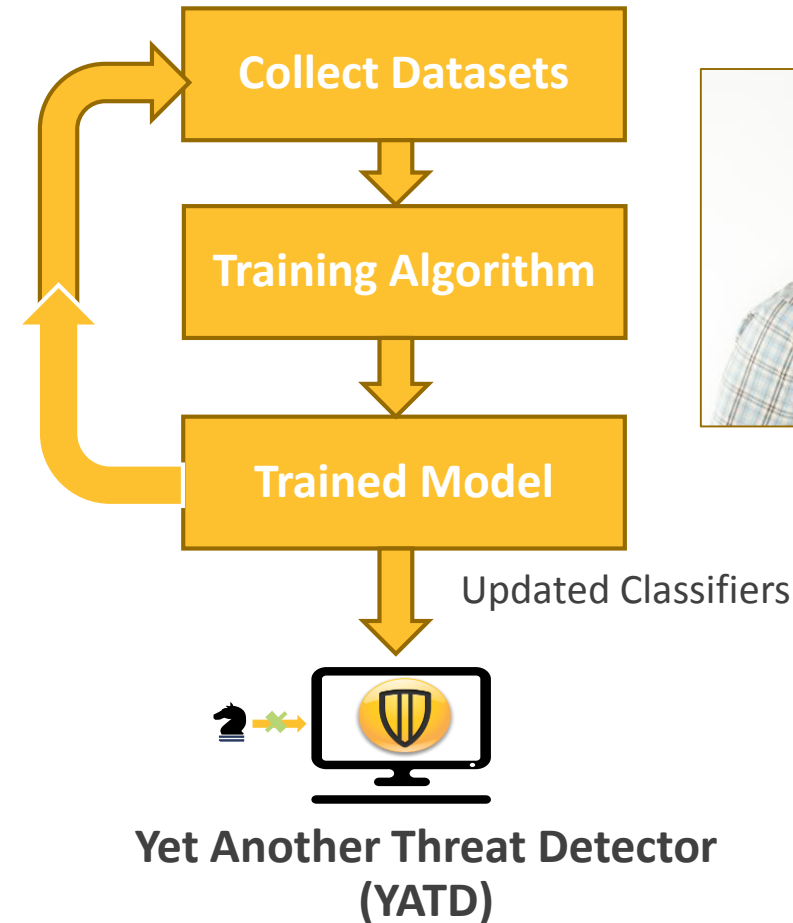 Collect Datasets
Training Algorithm
Trained Model
Updated Classifiers
Yet Another Threat Detector
(YATD)